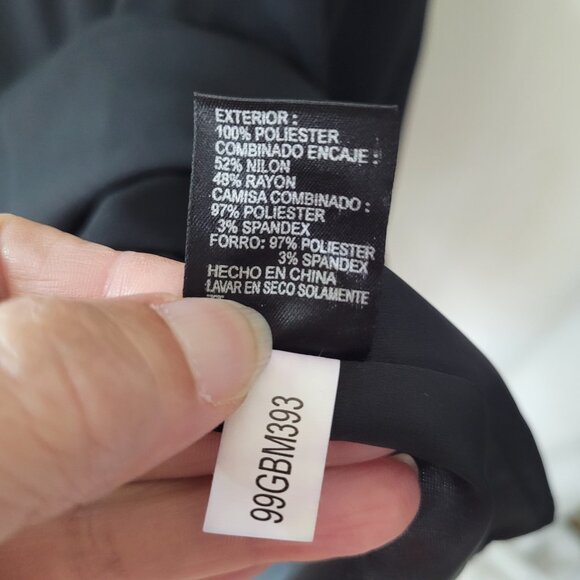 EXTERIOR :
100% POLIESTER
COMBINADO ENCAJE :
52% NILON
48% RAYON
CAMISA COMBINADO :
97% POLIESTER
3% SPANDEX
FORRO: 97% POLIESTER
3% SPANDEX
HECHO EN CHINA
LAVAR EN SECO SOLAMENTE
99GBM393